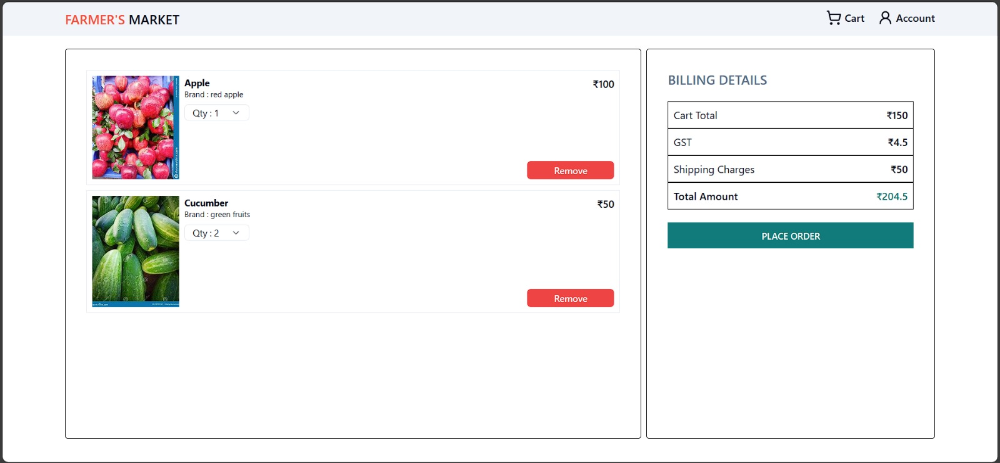 FARMER'S MARKET
Cart
Account
Apple
Brand : red apple
Qty : 1
₹100
Remove
Cucumber
Brand : green fruits
Qty : 2
₹50
Remove
BILLING DETAILS
Cart Total ₹150
GST ₹4.5
Shipping Charges ₹50
Total Amount ₹204.5
PLACE ORDER